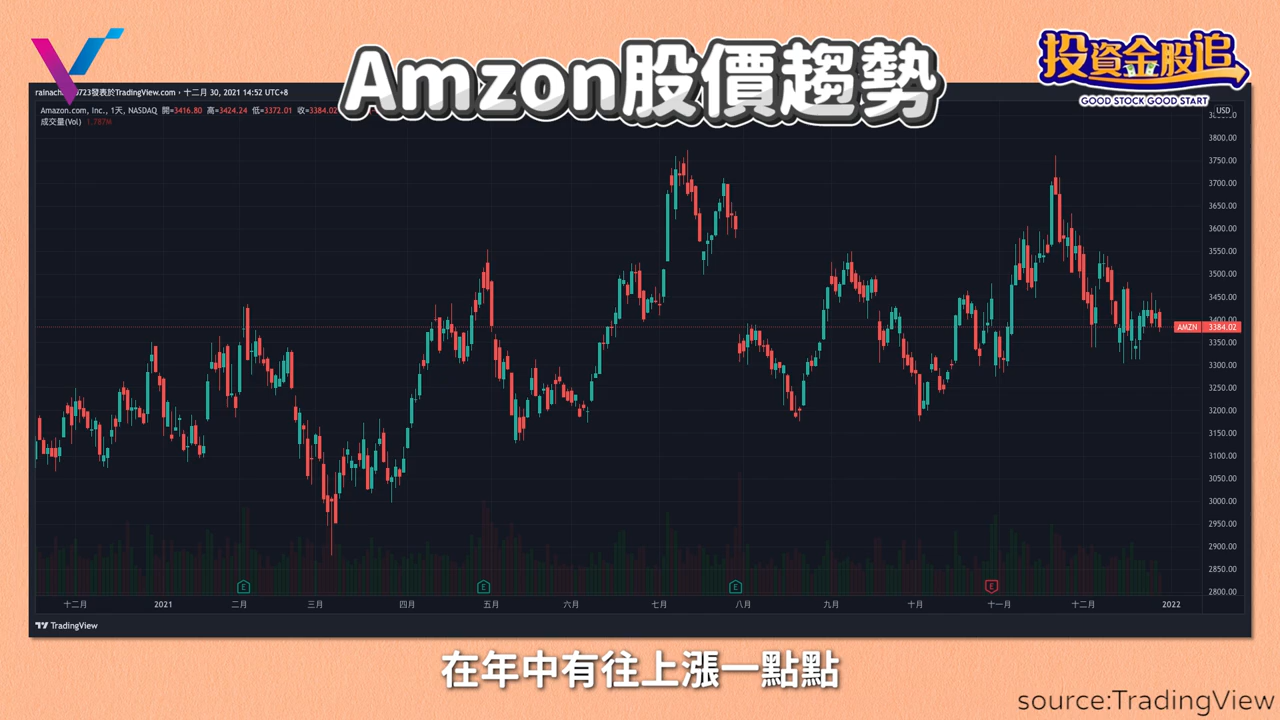 Amzon股價趨勢
投資金股追
GOOD STOCK GOOD START
723發表於TradingView.com・十二月 30, 2021 14:52 UTC+8
Amazon.com, Inc., 1天, NASDAQ 開=3416.80 高=3424.24 低=3372.01 收=3384.02
成交量(Vol) 1.787M
USD
3800.00
3750.00
3700.00
3650.00
3600.00
3550.00
3500.00
3450.00
3400.00
AMZN 3384.02
3350.00
3300.00
3250.00
3200.00
3150.00
3100.00
3050.00
3000.00
2950.00
2900.00
2850.00
2800.00
E E E E
十二月 2021 二月 三月 四月 五月 六月 七月 八月 九月 十月 十一月 十二月 2022
TradingView
在年中有往上漲一點點
source:TradingView